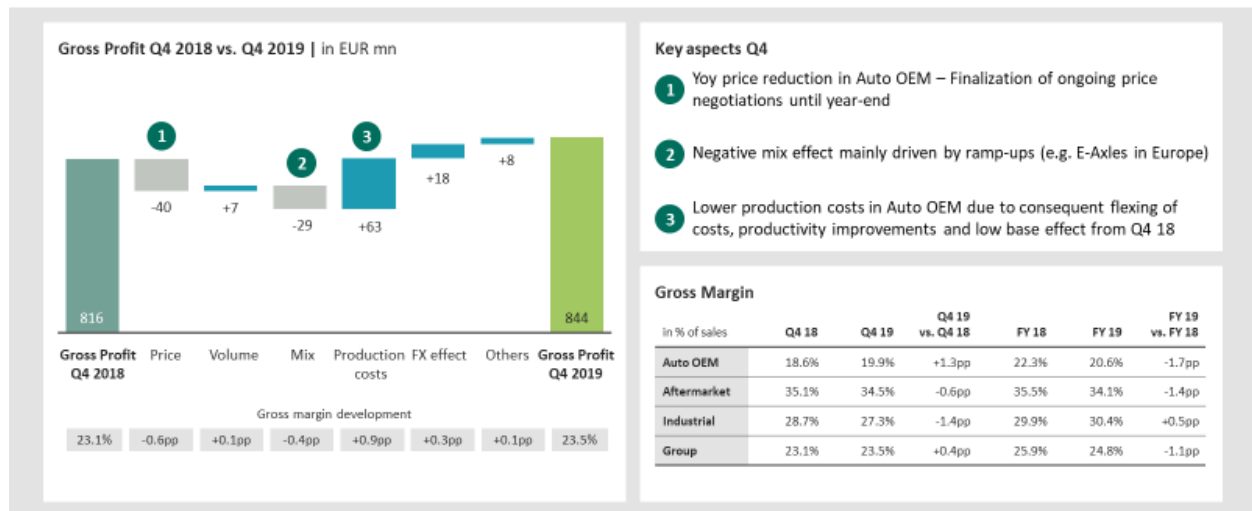 Gross Profit Q4 2018 vs. Q4 2019 | in EUR mn
1
2
3
-40
+7
-29
+63
+18
+8
816
844
Gross Profit Q4 2018
Price
Volume
Mix
Production costs
FX effect
Others
Gross Profit Q4 2019
Gross margin development
23.1% -0.6pp +0.1pp -0.4pp +0.9pp +0.3pp +0.1pp 23.5%
Key aspects Q4
1 Yoy price reduction in Auto OEM – Finalization of ongoing price
negotiations until year-end
2 Negative mix effect mainly driven by ramp-ups (e.g. E-Axles in Europe)
3 Lower production costs in Auto OEM due to consequent flexing of
costs, productivity improvements and low base effect from Q4 18
Gross Margin
in % of sales Q4 18 Q4 19 Q4 19 vs. Q4 18 FY 18 FY 19 FY 19 vs. FY 18
Auto OEM 18.6% 19.9% +1.3pp 22.3% 20.6% -1.7pp
Aftermarket 35.1% 34.5% -0.6pp 35.5% 34.1% -1.4pp
Industrial 28.7% 27.3% -1.4pp 29.9% 30.4% +0.5pp
Group 23.1% 23.5% +0.4pp 25.9% 24.8% -1.1pp